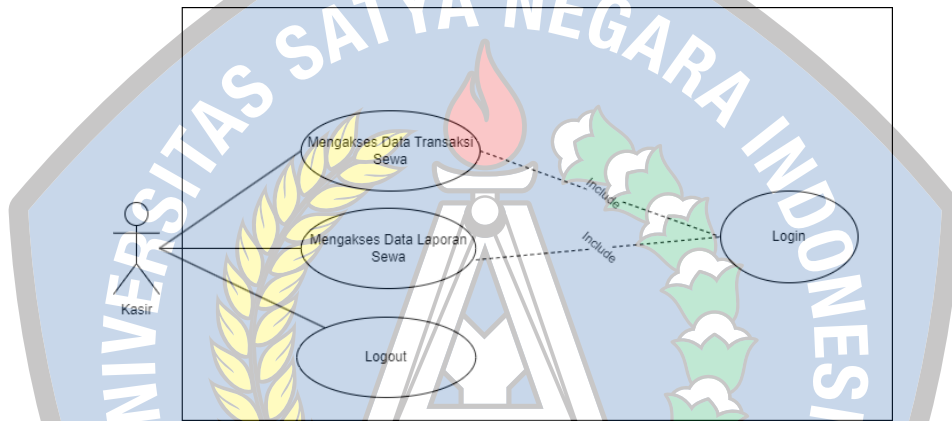 UNIVERSITAS SATYA NEGARA INDONESIA
Mengakses Data Transaksi
Sewa
Include
Mengakses Data Laporan
Sewa
Include
Login
Kasir
Logout